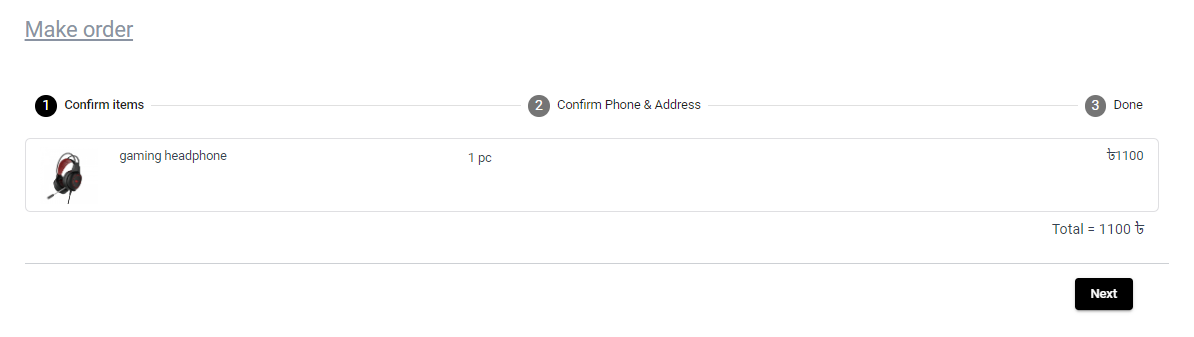 Make order
1 Confirm items 2 Confirm Phone & Address 3 Done
gaming headphone 1 pc ৳1100
Total = 1100 ৳
Next